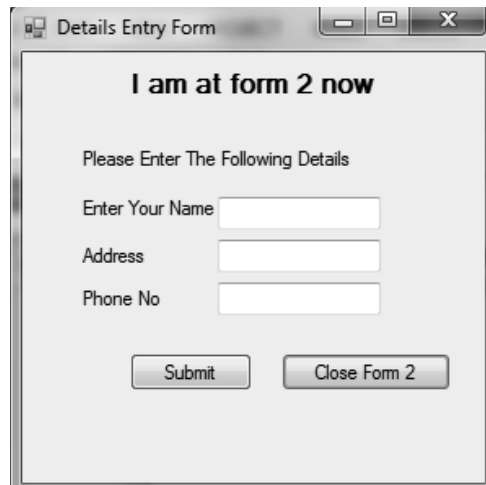 Details Entry Form
I am at form 2 now
Please Enter The Following Details
Enter Your Name
Address
Phone No
Submit Close Form 2